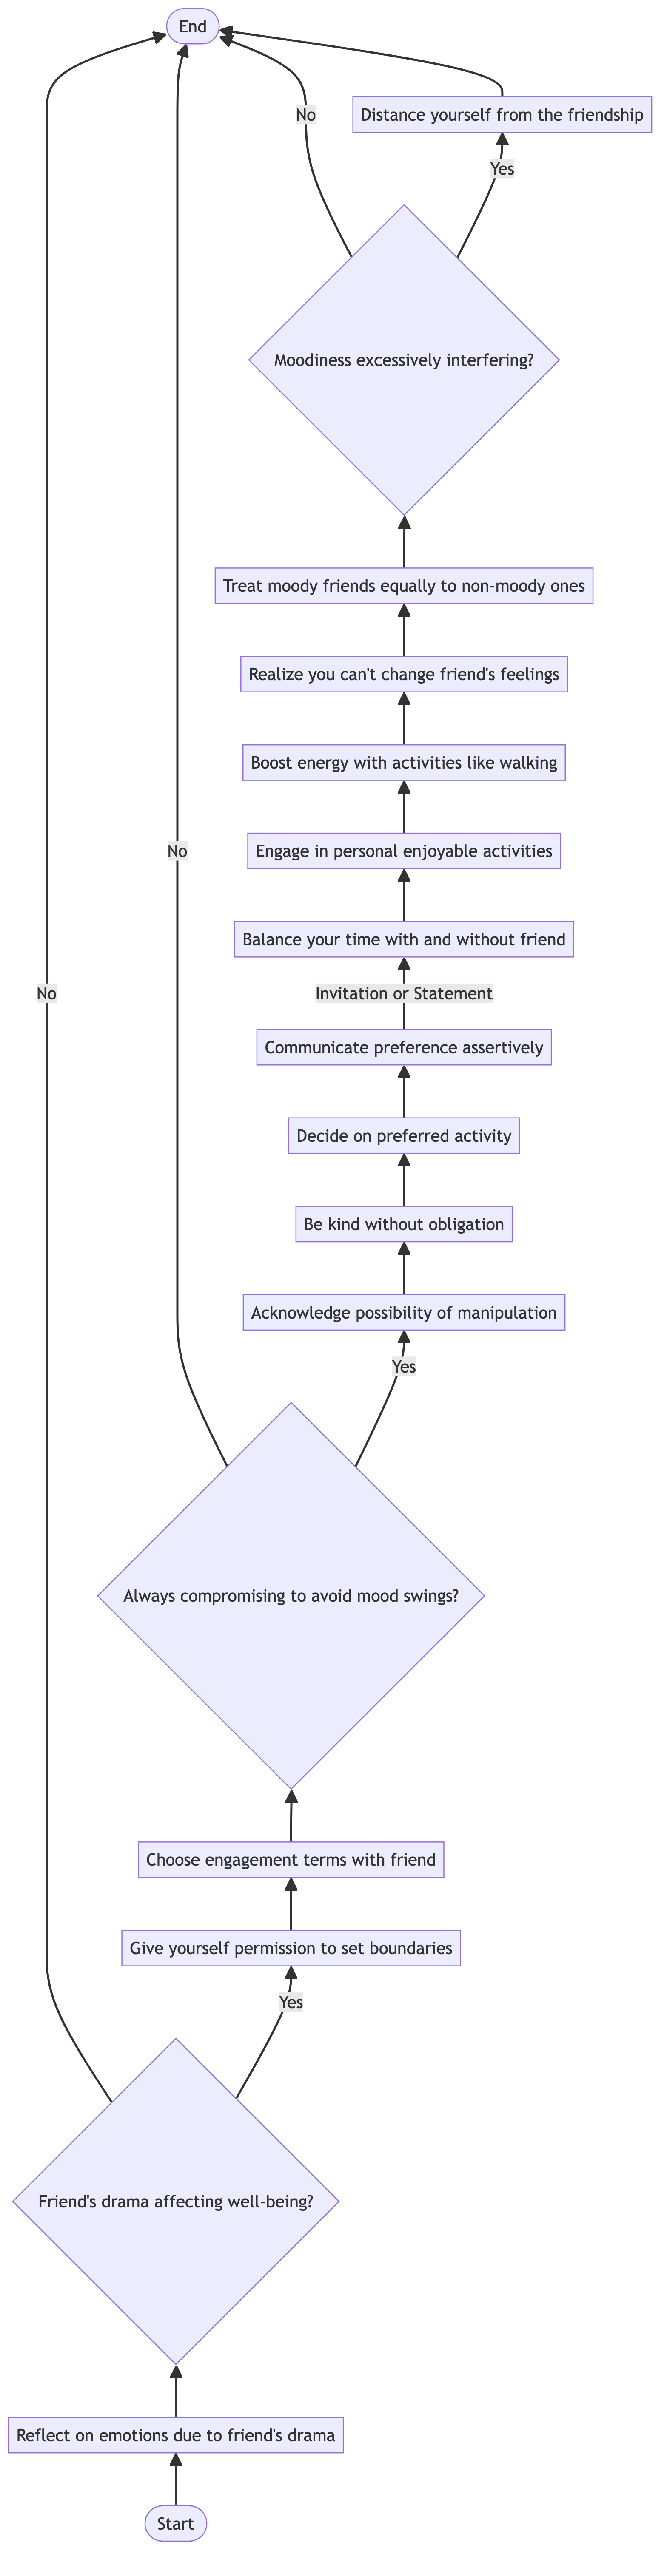 End
Distance yourself from the friendship
No
Yes
Moodiness excessively interfering?
Treat moody friends equally to non-moody ones
Realize you can't change friend's feelings
Boost energy with activities like walking
No
Engage in personal enjoyable activities
Balance your time with and without friend
No
Invitation or Statement
Communicate preference assertively
Decide on preferred activity
Be kind without obligation
Acknowledge possibility of manipulation
Yes
Always compromising to avoid mood swings?
Choose engagement terms with friend
Give yourself permission to set boundaries
Yes
Friend's drama affecting well-being?
Reflect on emotions due to friend's drama
Start